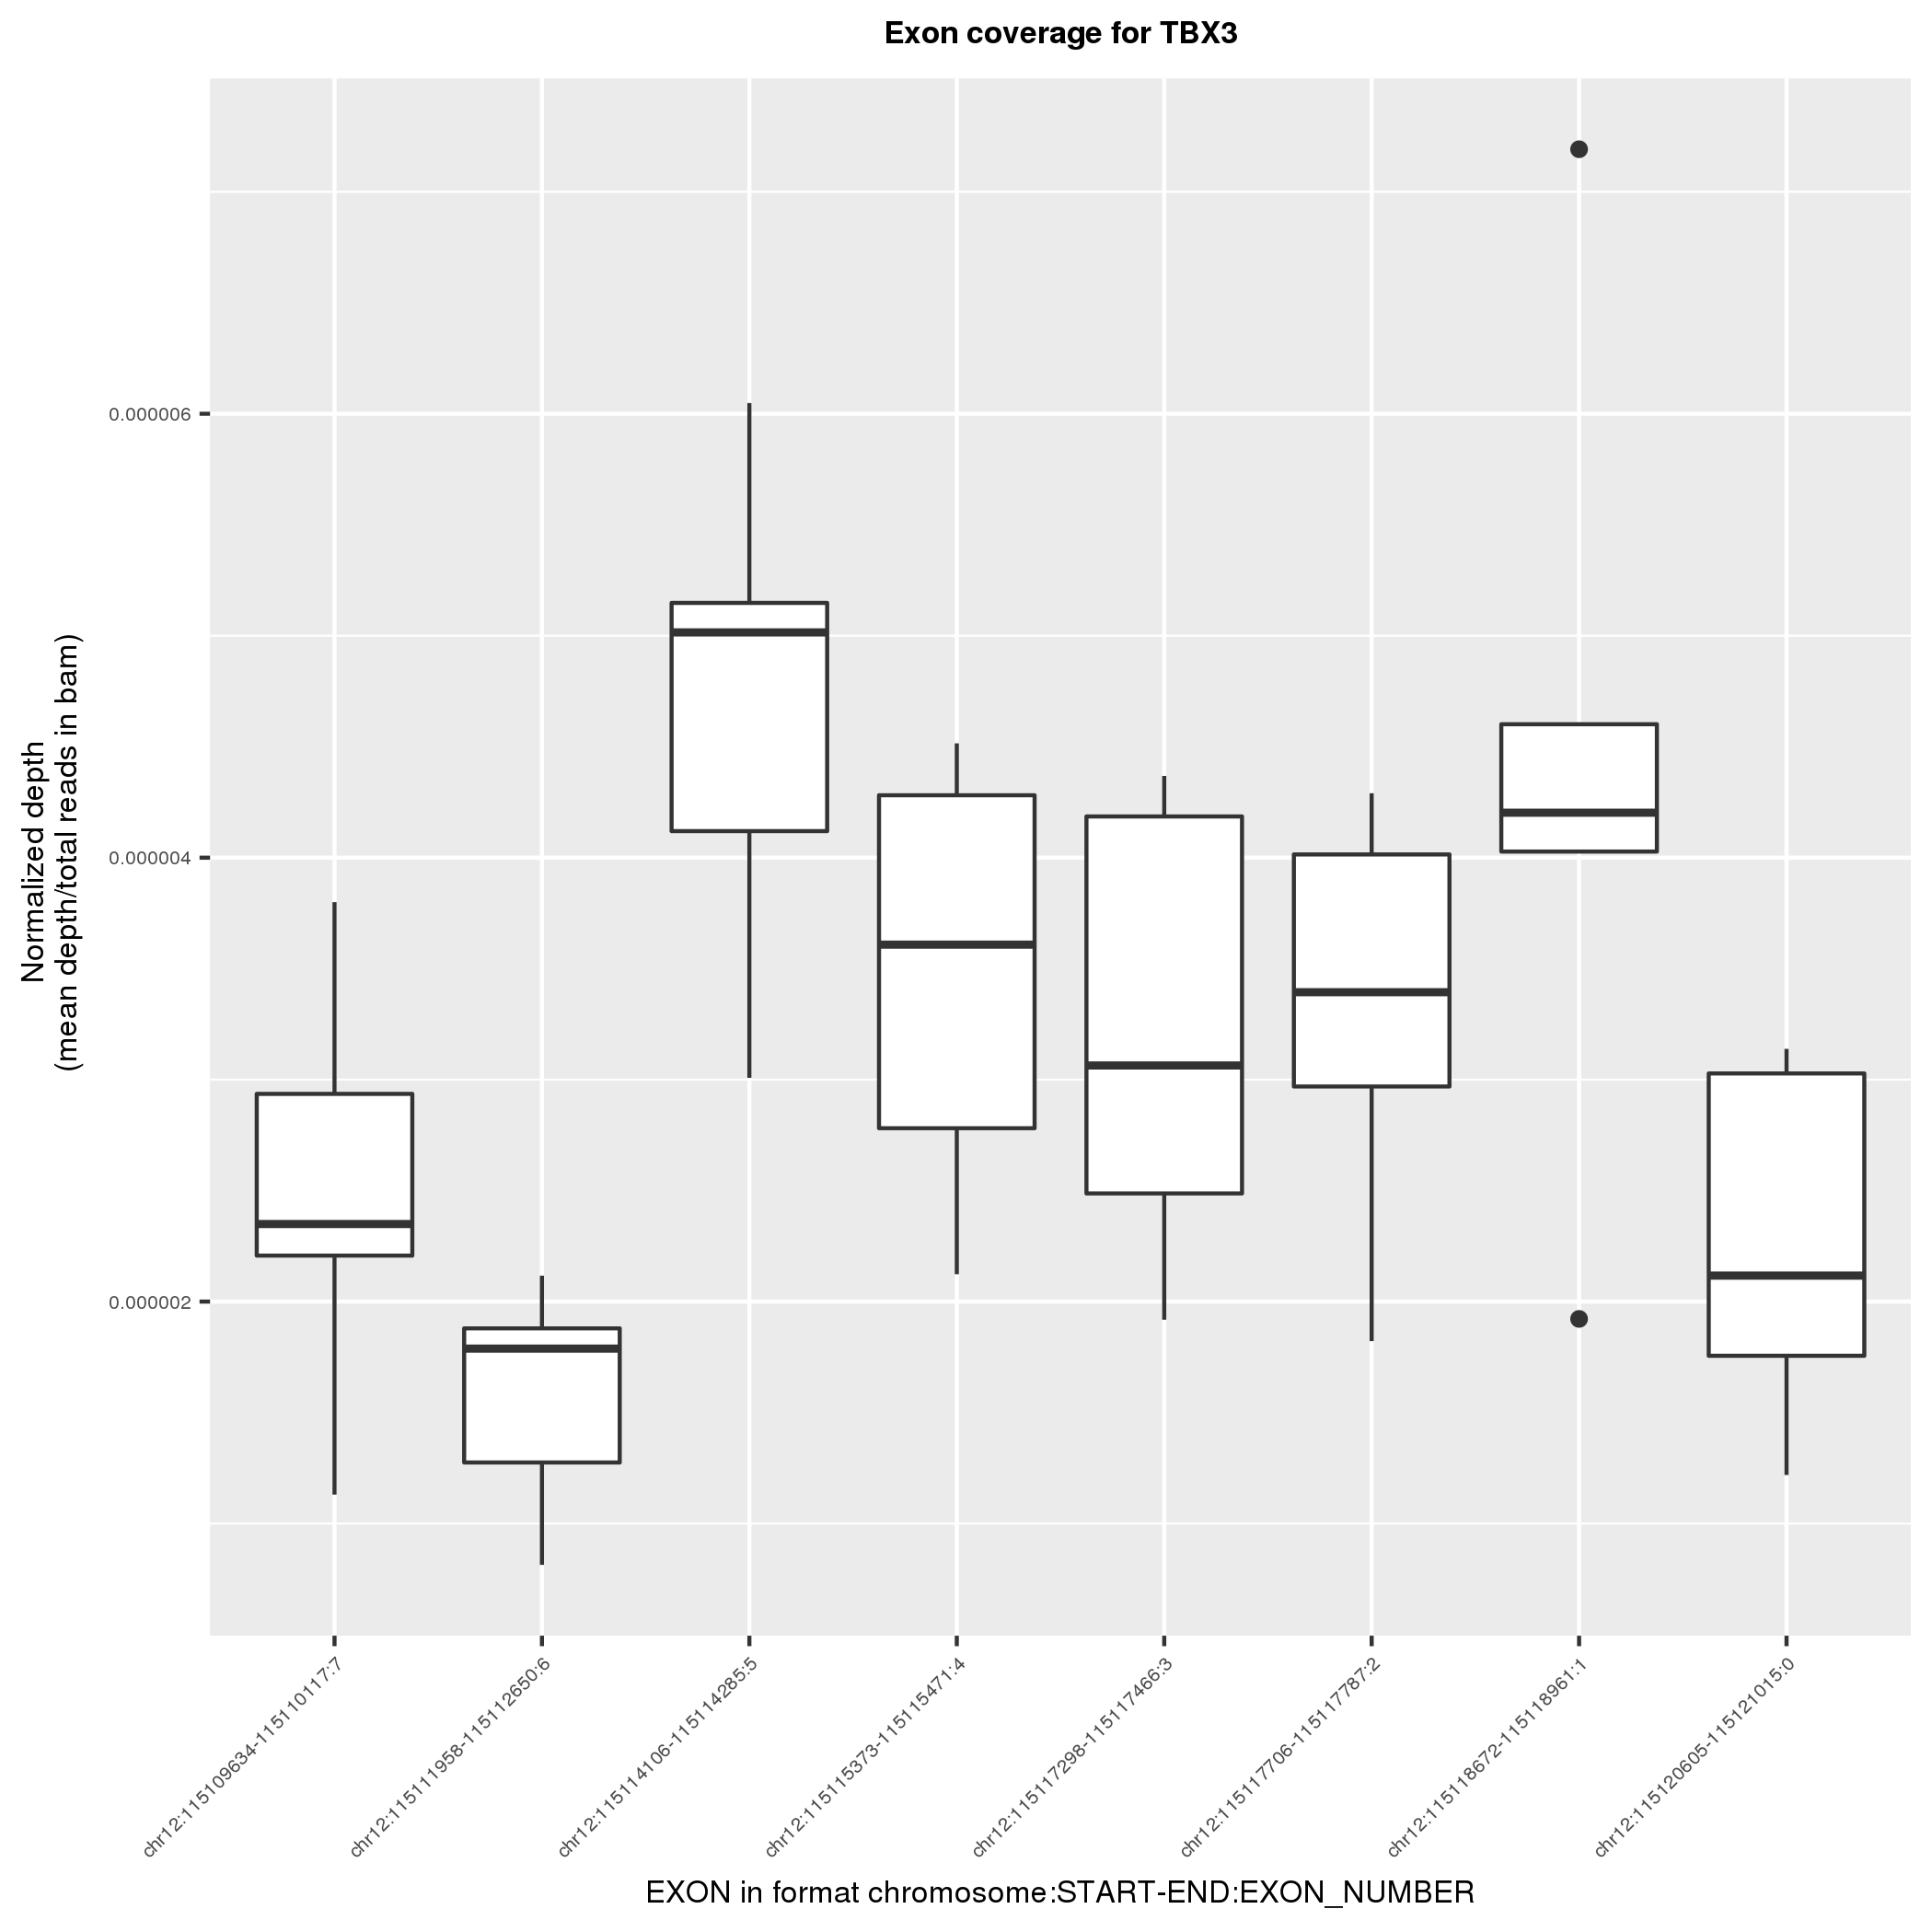 Exon coverage for TBX3
Normalized depth
(mean depth/total reads in bam)
0.000006
0.000004
0.000002
chr12:115109634-115110117:7
chr12:115111958-115112650:6
chr12:115114106-115114285:5
chr12:115115373-115115471:4
chr12:115117298-115117466:3
chr12:115117706-115117787:2
chr12:115118672-115118961:1
chr12:115120605-115121015:0
EXON in format chromosome:START-END:EXON_NUMBER